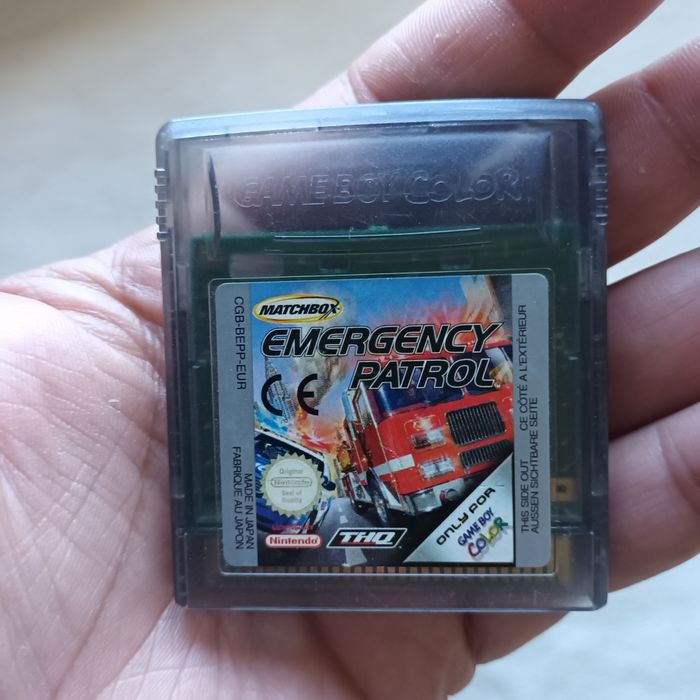 GAME BOY COLOR
MATCHBOX
EMERGENCY
PATROL
CE
Original
Nintendo
Seal of
Quality
Nintendo
THQ
ONLY FOR
GAME BOY
COLOR
CGB-BEPP-EUR
MADE IN JAPAN
FABRIQUÉ AU JAPON
THIS SIDE OUT
AUSSEN SICHTBARE SEITE
CE CÔTÉ A L'EXTÉRIEUR